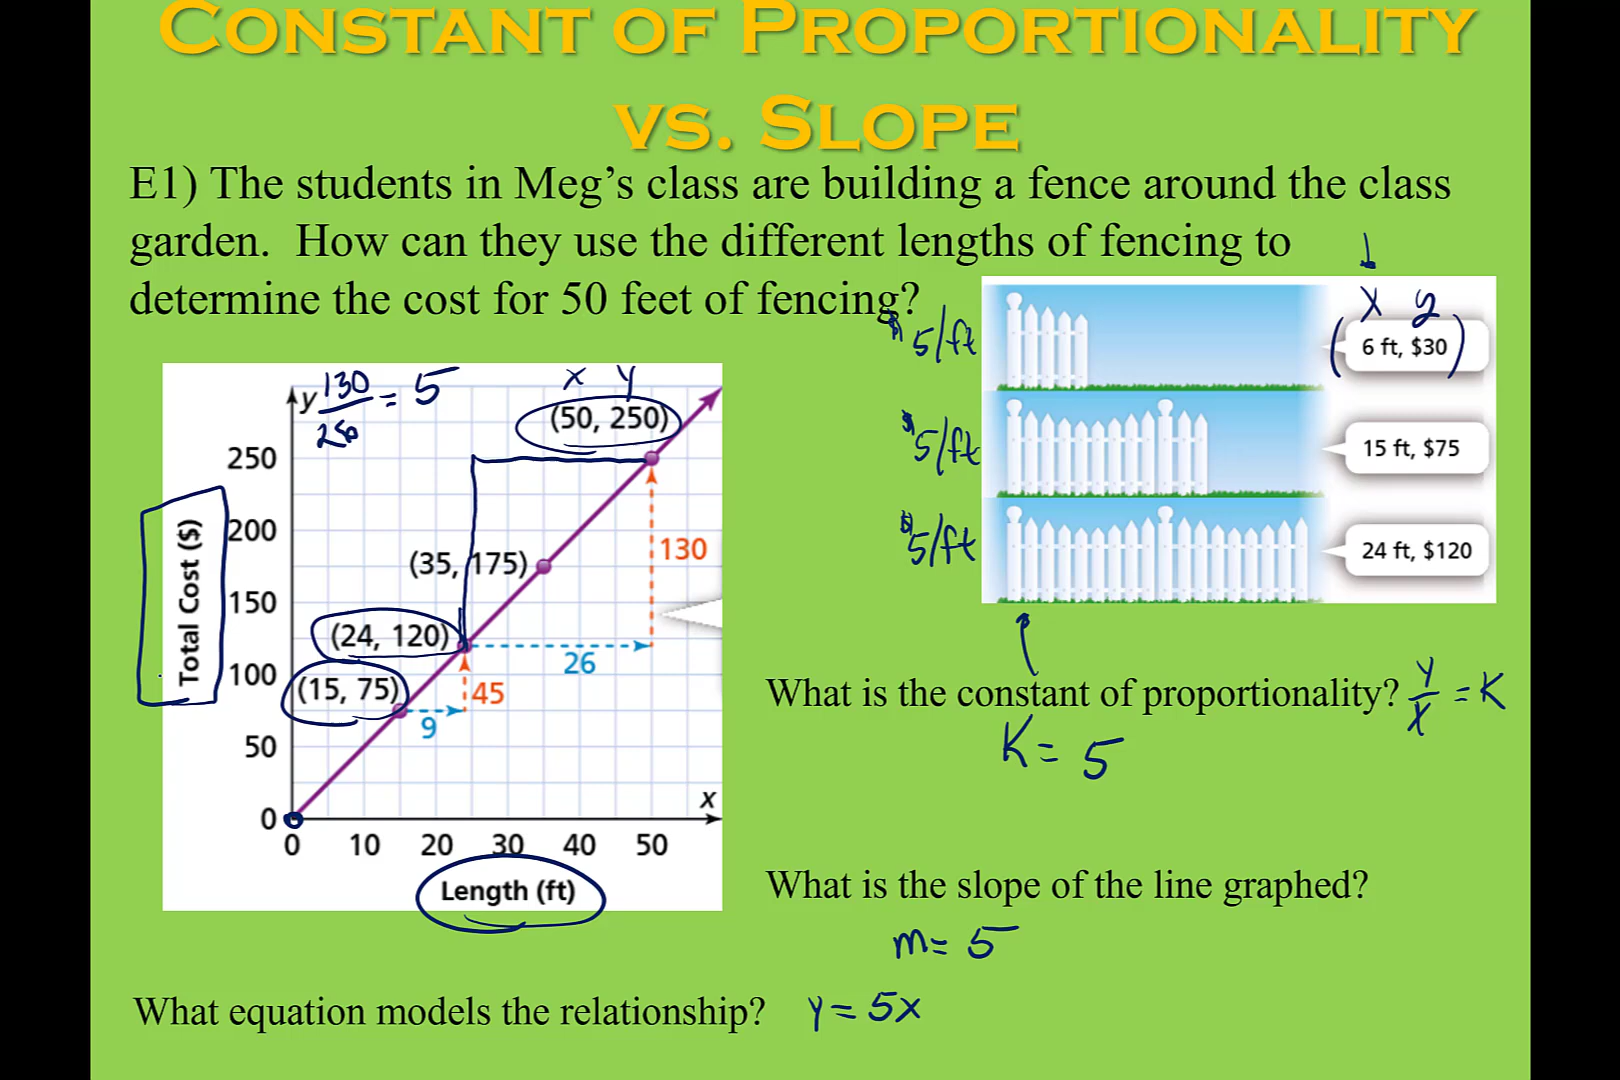 CONSTANT OF PROPORTIONALITY
VS. SLOPE
E1) The students in Meg's class are building a fence around the class
garden. How can they use the different lengths of fencing to
determine the cost for 50 feet of fencing?
$5/ft
$5/ft
$5/ft
x y
( 6 ft, $30 )
15 ft, $75
24 ft, $120
y
130
= 5
x y
(50, 250)
(35, 175)
(24, 120)
(15, 75)
130
26
45
9
250
200
150
100
50
0
0 10 20 30 40 50
x
Total Cost ($)
Length (ft)
What is the constant of proportionality? y/x = K
K = 5
What is the slope of the line graphed?
m = 5
What equation models the relationship? y = 5x